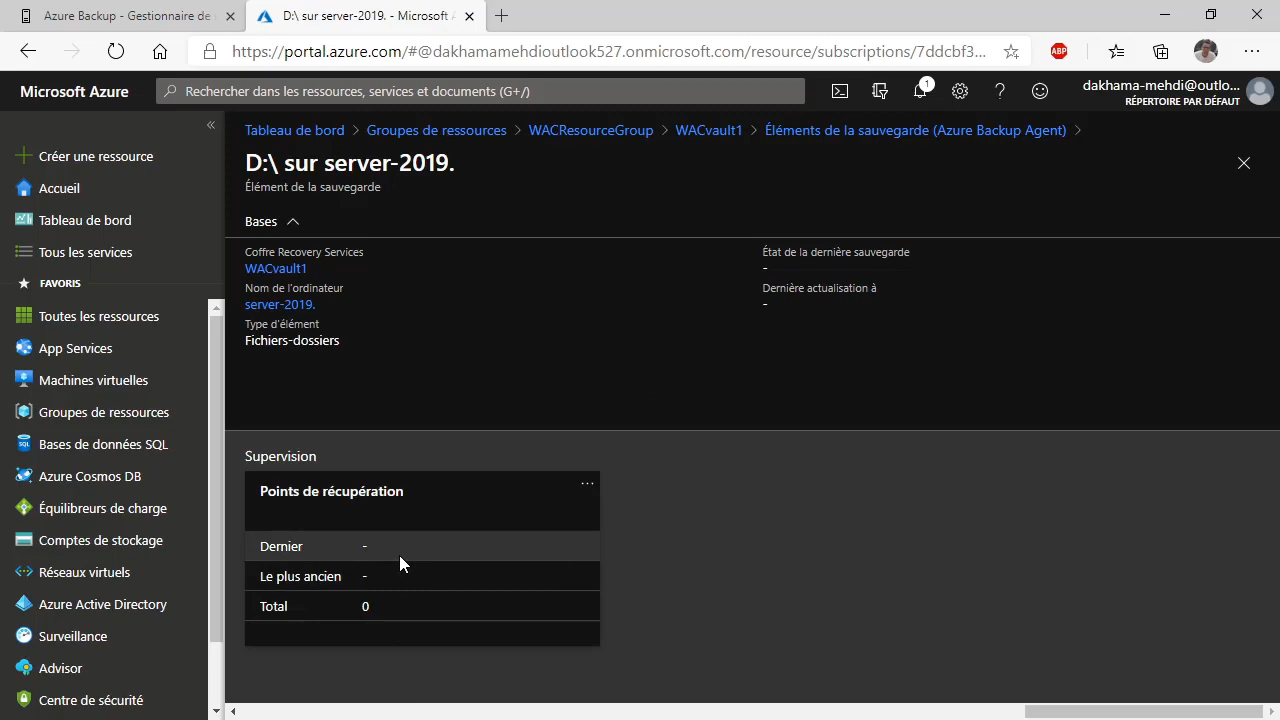 Azure Backup - Gestionnaire de
D:\ sur server-2019. - Microsoft
https://portal.azure.com/#@dakhamamehdioutlook527.onmicrosoft.com/resource/subscriptions/7ddcbf3...
ABP
Microsoft Azure
Rechercher dans les ressources, services et documents (G+/)
1
dakhama-mehdi@outlo...
RÉPERTOIRE PAR DÉFAUT
Créer une ressource
Accueil
Tableau de bord
Tous les services
FAVORIS
Toutes les ressources
App Services
Machines virtuelles
Groupes de ressources
Bases de données SQL
Azure Cosmos DB
Équilibreurs de charge
Comptes de stockage
Réseaux virtuels
Azure Active Directory
Surveillance
Advisor
Centre de sécurité
Tableau de bord > Groupes de ressources > WACResourceGroup > WACvault1 > Éléments de la sauvegarde (Azure Backup Agent) >
D:\ sur server-2019.
Élément de la sauvegarde
Bases
Coffre Recovery Services
WACvault1
Nom de l'ordinateur
server-2019.
Type d'élément
Fichiers-dossiers
État de la dernière sauvegarde
-
Dernière actualisation à
-
Supervision
Points de récupération
...
Dernier -
Le plus ancien -
Total 0